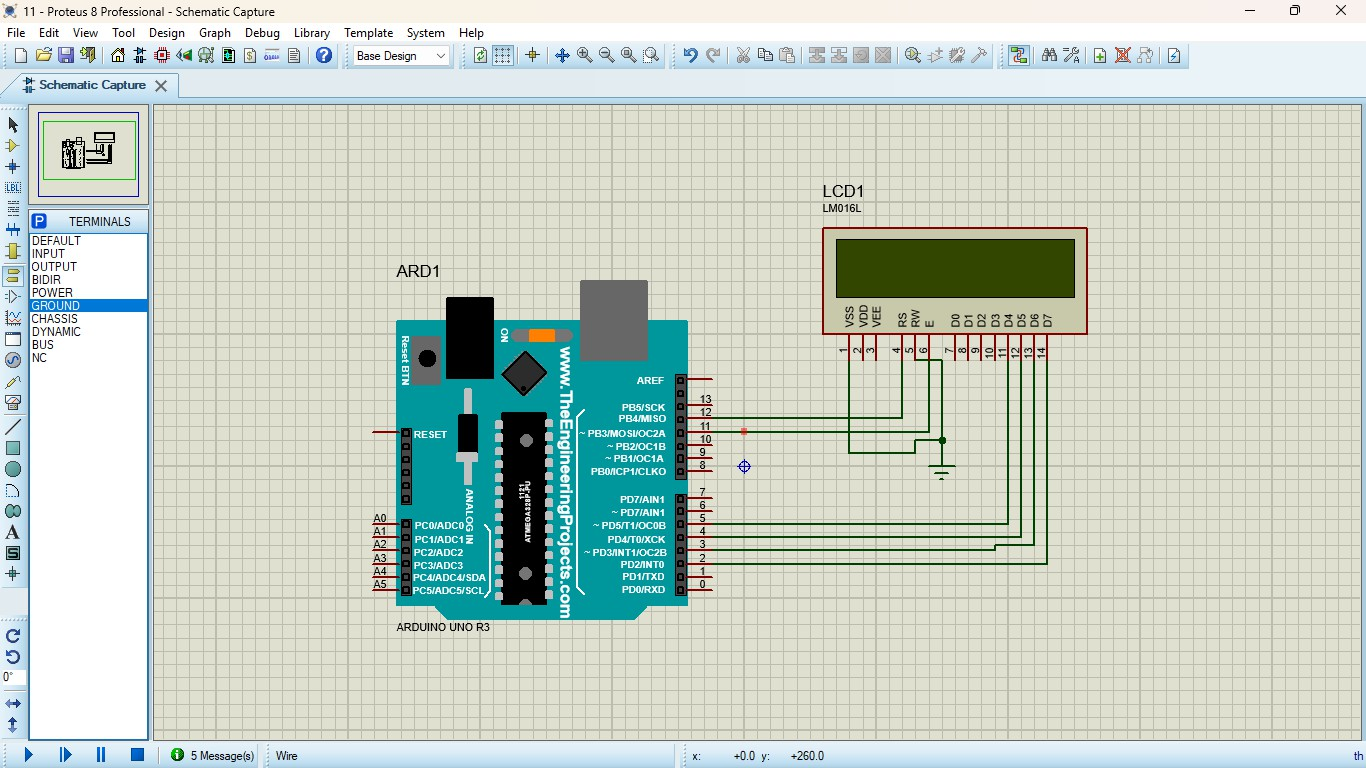 11 - Proteus 8 Professional - Schematic Capture
File Edit View Tool Design Graph Debug Library Template System Help
Base Design
Schematic Capture
LBL
P TERMINALS
DEFAULT
INPUT
OUTPUT
BIDIR
POWER
GROUND
CHASSIS
DYNAMIC
BUS
NC
A
S
0°
LCD1
LM016L
VSS
VDD
VEE
RS
RW
E
D0
D1
D2
D3
D4
D5
D6
D7
1
2
3
4
5
6
7
8
9
10
11
12
13
14
ARD1
Reset BTN
ON
www.TheEngineeringProjects.com
RESET
ANALOG IN
1121
ATMEGA328P-PU
AREF
PB5/SCK 13
PB4/MISO 12
~ PB3/MOSI/OC2A 11
~ PB2/OC1B 10
~ PB1/OC1A 9
PB0/ICP1/CLKO 8
PD7/AIN1 7
~ PD7/AIN1 6
~ PD5/T1/OC0B 5
PD4/T0/XCK 4
~ PD3/INT1/OC2B 3
PD2/INT0 2
PD1/TXD 1
PD0/RXD 0
A0 PC0/ADC0
A1 PC1/ADC1
A2 PC2/ADC2
A3 PC3/ADC3
A4 PC4/ADC4/SDA
A5 PC5/ADC5/SCL
ARDUINO UNO R3
5 Message(s) Wire x: +0.0 y: +260.0 th